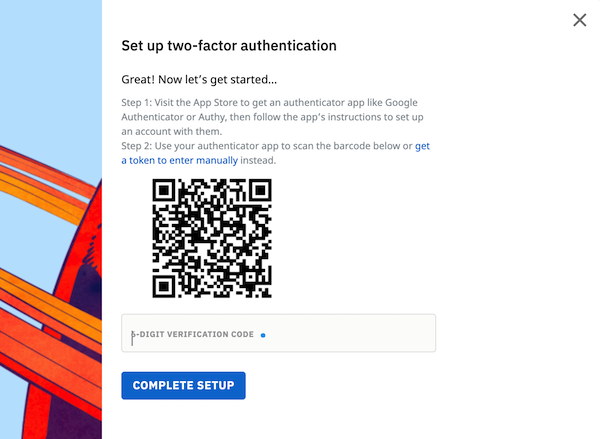 Set up two-factor authentication
Great! Now let's get started...
Step 1: Visit the App Store to get an authenticator app like Google
Authenticator or Authy, then follow the app's instructions to set up
an account with them.
Step 2: Use your authenticator app to scan the barcode below or get
a token to enter manually instead.
6-DIGIT VERIFICATION CODE
COMPLETE SETUP